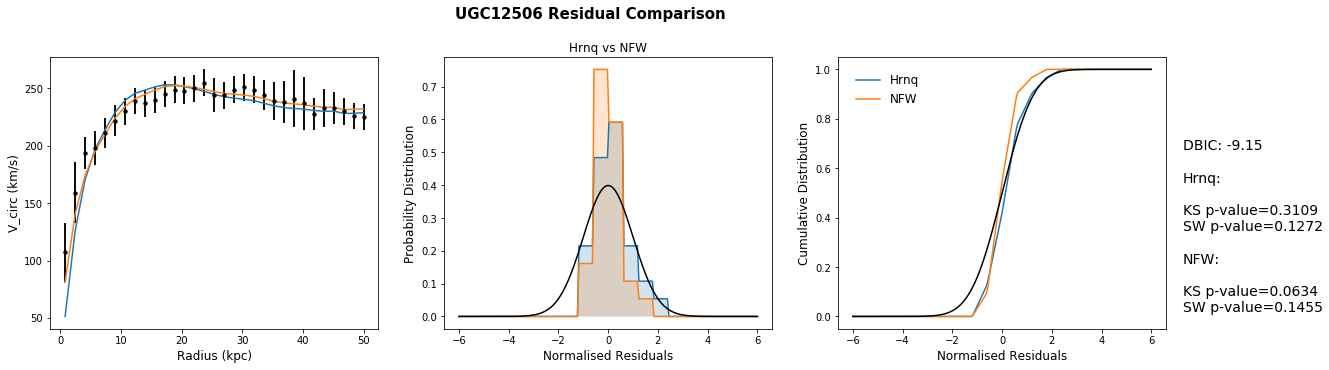 UGC12506 Residual Comparison
V_circ (km/s)
250
200
150
100
50
0
10
20
30
40
50
Radius (kpc)
Hrnq vs NFW
Probability Distribution
0.7
0.6
0.5
0.4
0.3
0.2
0.1
0.0
−6
−4
−2
0
2
4
6
Normalised Residuals
Cumulative Distribution
1.0
0.8
0.6
0.4
0.2
0.0
Hrnq
NFW
−6
−4
−2
0
2
4
6
Normalised Residuals
DBIC: -9.15
Hrnq:
KS p-value=0.3109
SW p-value=0.1272
NFW:
KS p-value=0.0634
SW p-value=0.1455